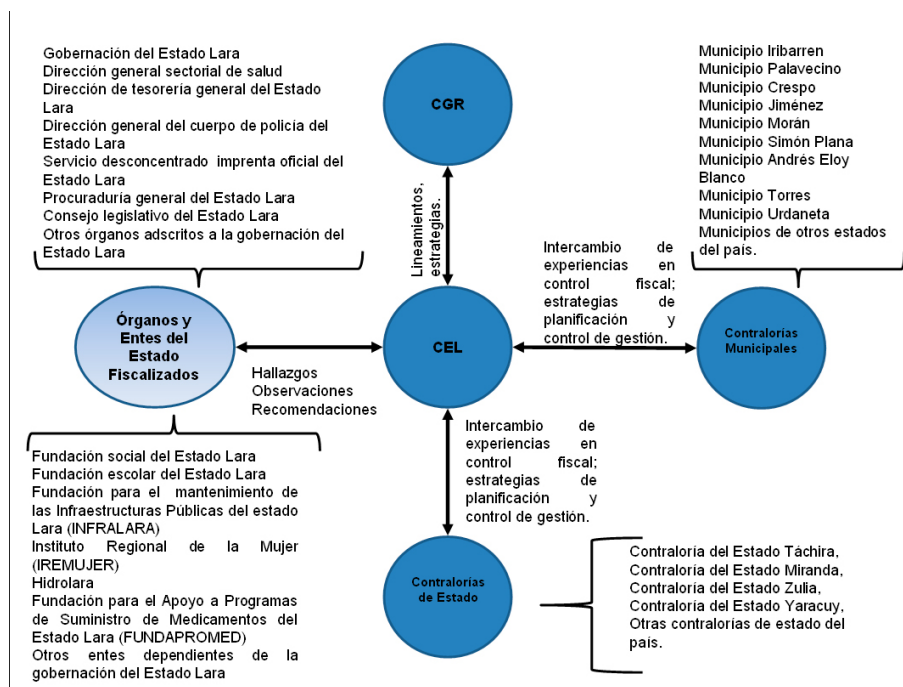 Gobernación del Estado Lara
Dirección general sectorial de salud
Dirección de tesorería general del Estado
Lara
Dirección general del cuerpo de policía del
Estado Lara
Servicio desconcentrado imprenta oficial del
Estado Lara
Procuraduría general del Estado Lara
Consejo legislativo del Estado Lara
Otros órganos adscritos a la gobernación del
Estado Lara
CGR
Municipio Iribarren
Municipio Palavecino
Municipio Crespo
Municipio Jiménez
Municipio Morán
Municipio Simón Plana
Municipio Andrés Eloy
Blanco
Municipio Torres
Municipio Urdaneta
Municipios de otros estados
del país.
Lineamientos,
estrategias.
Intercambio de
experiencias en
control fiscal;
estrategias de
planificación y
control de gestión.
Órganos y
Entes del
Estado
Fiscalizados
CEL
Contralorías
Municipales
Hallazgos
Observaciones
Recomendaciones
Intercambio de
experiencias en
control fiscal;
estrategias de
planificación y
control de gestión.
Fundación social del Estado Lara
Fundación escolar del Estado Lara
Fundación para el mantenimiento de
las Infraestructuras Públicas del estado
Lara (INFRALARA)
Instituto Regional de la Mujer
(IREMUJER)
Hidrolara
Fundación para el Apoyo a Programas
de Suministro de Medicamentos del
Estado Lara (FUNDAPROMED)
Otros entes dependientes de la
gobernación del Estado Lara
Contralorías
de Estado
Contraloría del Estado Táchira,
Contraloría del Estado Miranda,
Contraloría del Estado Zulia,
Contraloría del Estado Yaracuy,
Otras contralorías de estado del
país.